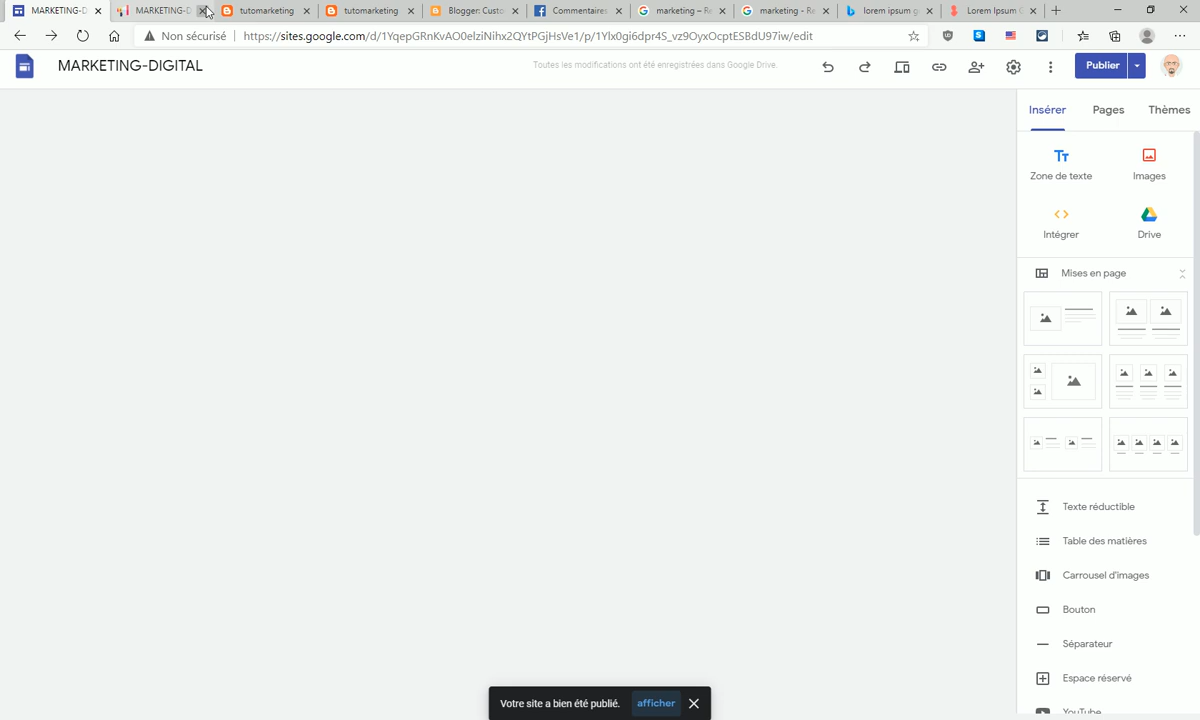 MARKETING-D
MARKETING-D
tutomarketing
tutomarketing
Blogger: Custo
Commentaires
marketing – Re
marketing - Re
lorem ipsum g
Lorem Ipsum G
Non sécurisé
https://sites.google.com/d/1YqepGRnKvAO0elziNihx2QYtPGjHsVe1/p/1Ylx0gi6dpr4S_vz9OyxOcptESBdU97iw/edit
MARKETING-DIGITAL
Toutes les modifications ont été enregistrées dans Google Drive.
Publier
Insérer
Pages
Thèmes
Zone de texte
Images
Intégrer
Drive
Mises en page
Texte réductible
Table des matières
Carrousel d'images
Bouton
Séparateur
Espace réservé
YouTube
Votre site a bien été publié.
afficher